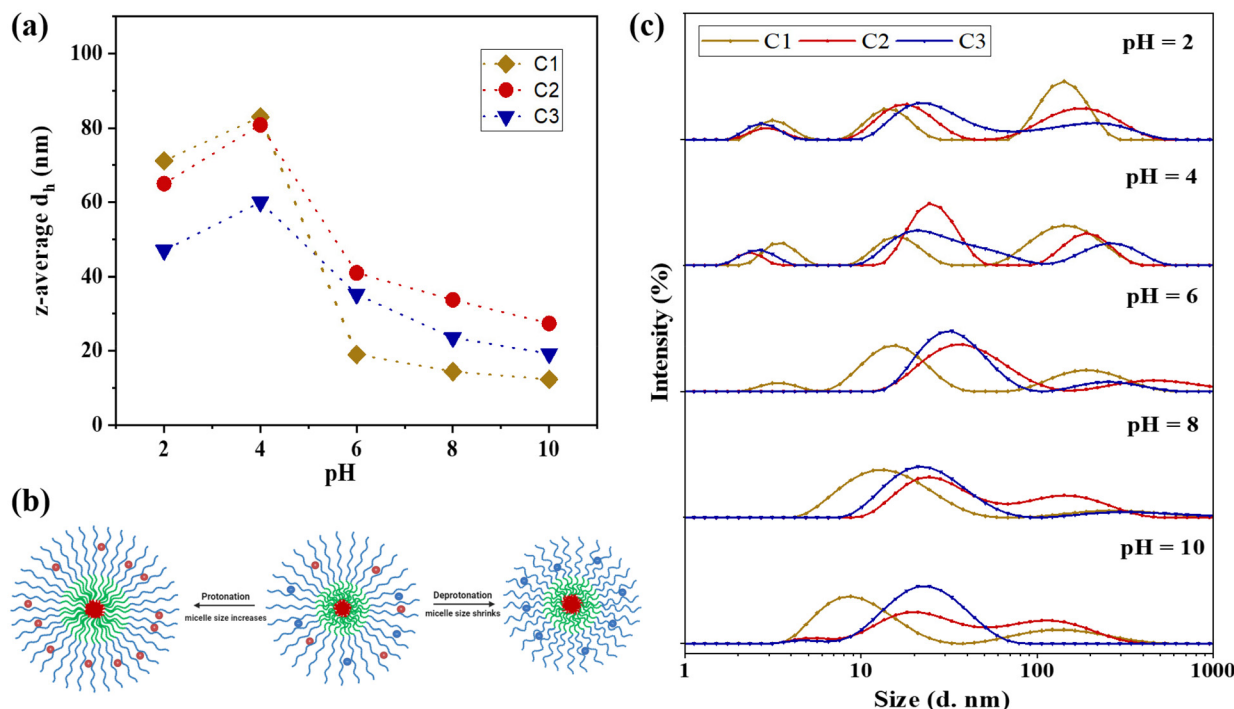 (a)
100
80
60
40
20
0
z-average dh (nm)
C1
C2
C3
2 4 6 8 10
pH
(b)
Protonation
micelle size increases
Deprotonation
micelle size shrinks
(c)
C1 C2 C3
pH = 2
pH = 4
pH = 6
pH = 8
pH = 10
Intensity (%)
1 10 100 1000
Size (d. nm)